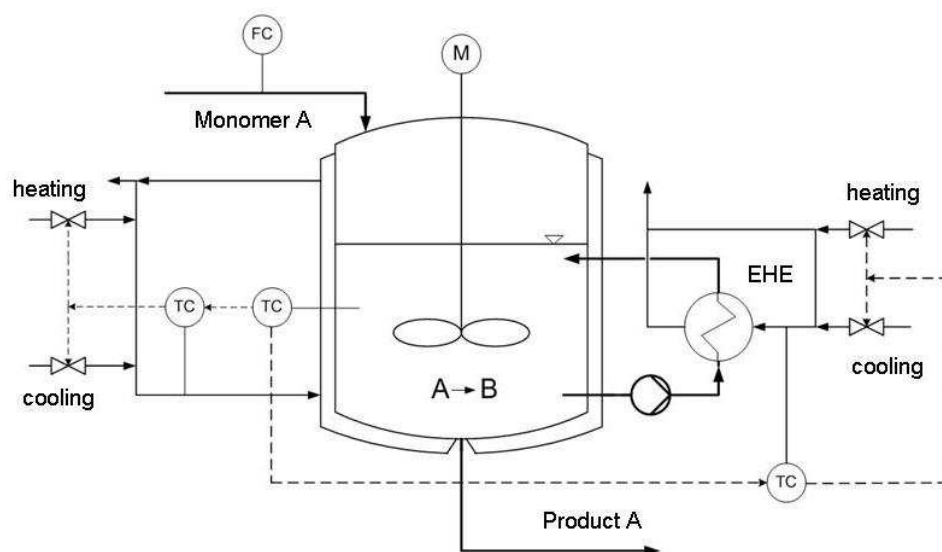 FC
M
Monomer A
heating
heating
EHE
TC
TC
cooling
cooling
A→B
TC
Product A